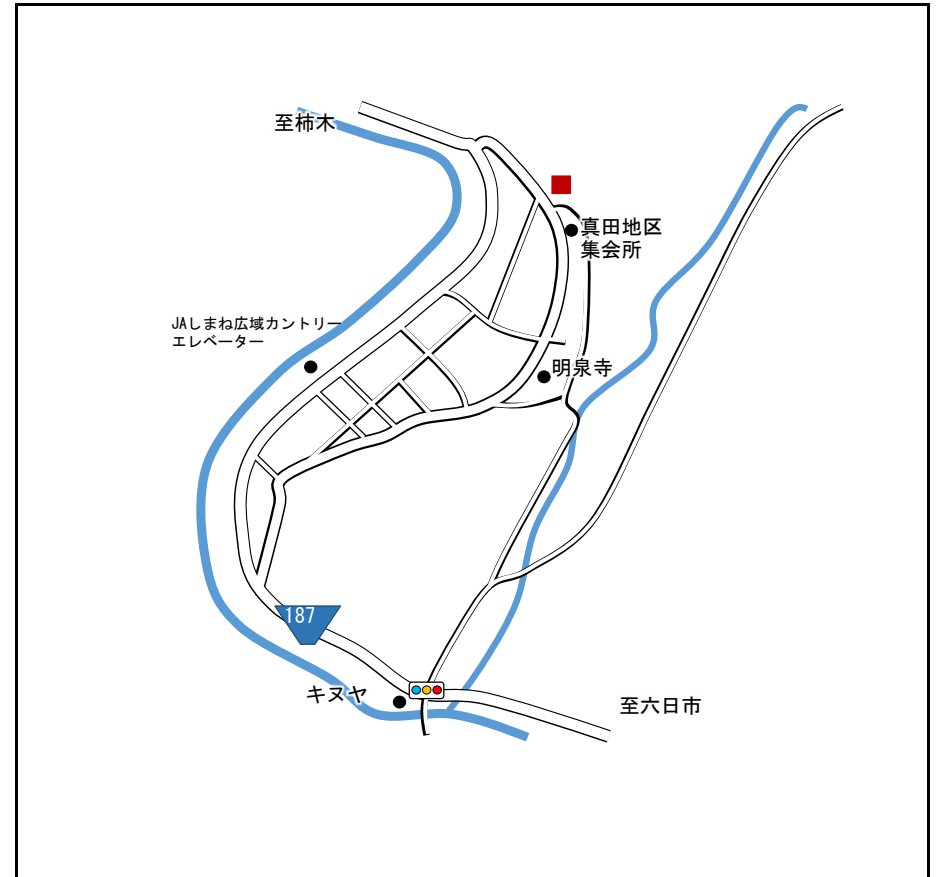 至柿木
真田地区
集会所
JAしまね広域カントリー
エレベーター
明泉寺
187
キヌヤ
至六日市